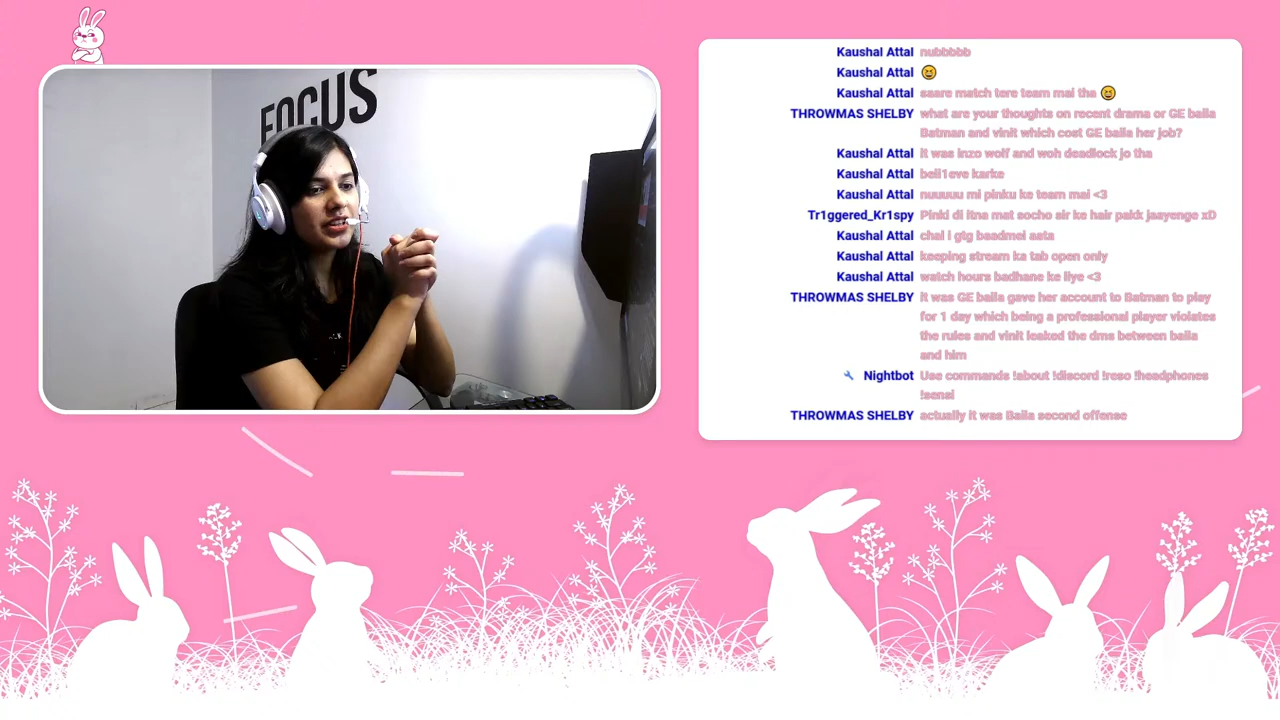 FOCUS
Kaushal Attal nubbbbb
Kaushal Attal 😆
Kaushal Attal saare match tere team mai tha 😆
THROWMAS SHELBY what are your thoughts on recent drama or GE baila
Batman and vinit which cost GE baila her job?
Kaushal Attal it was inzo wolf and woh deadlock jo tha
Kaushal Attal beli1eve karke
Kaushal Attal nuuuuu mi pinku ke team mai <3
Tr1ggered_Kr1spy Pinki di itna mat socho sir ke hair pakk jaayenge xD
Kaushal Attal chal i gtg baadmei aata
Kaushal Attal keeping stream ka tab open only
Kaushal Attal watch hours badhane ke liye <3
THROWMAS SHELBY it was GE baila gave her account to Batman to play
for 1 day which being a professional player violates
the rules and vinit leaked the dms between baila
and him
Nightbot Use commands !about !discord !reso !headphones
!sensi
THROWMAS SHELBY actually it was Baila second offense